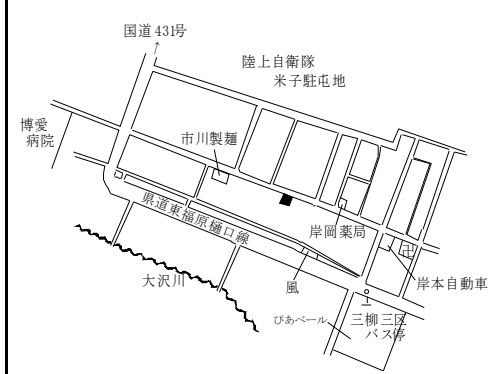 国道431号
陸上自衛隊
米子駐屯地
博愛
病院
市川製麺
県道東福原樋口線
岸岡薬局
大沢川
風
岸本自動車
ぴあベール
三柳三区
バス停